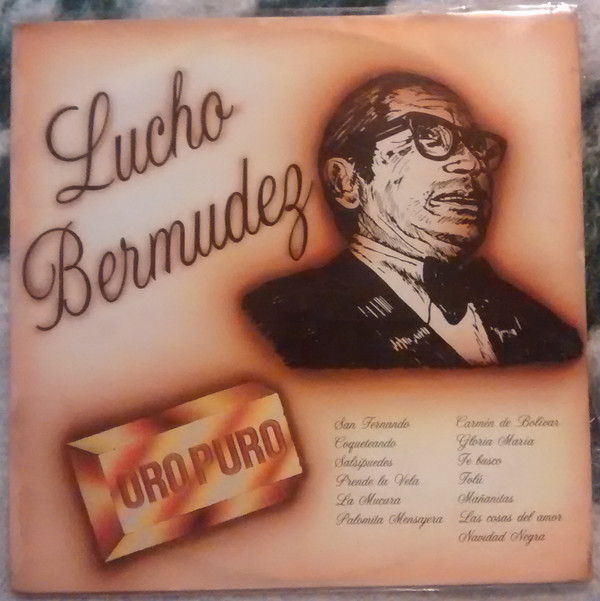 Lucho
Bermudez
ORO PURO
San Fernando
Coqueteando
Salsipuedes
Prende la Vela
La Mucura
Palomita Mensajera
Carmén de Bolívar
Gloria María
Te busco
Tolú
Mañanitas
Las cosas del amor
Navidad Negra